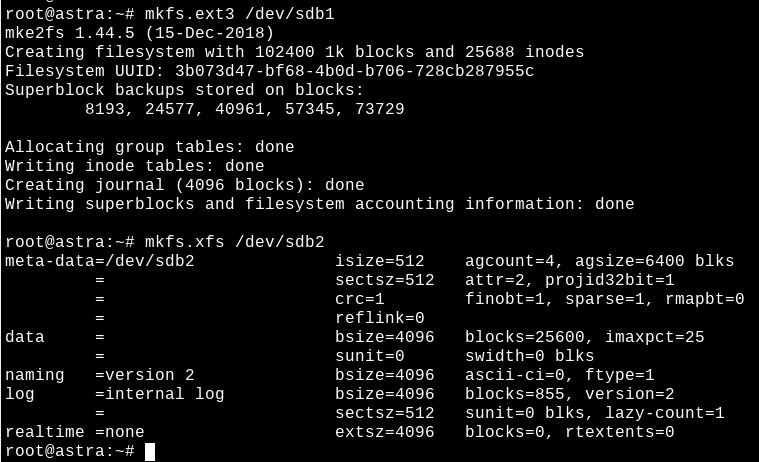 root@astra:~# mkfs.ext3 /dev/sdb1
mke2fs 1.44.5 (15-Dec-2018)
Creating filesystem with 102400 1k blocks and 25688 inodes
Filesystem UUID: 3b073d47-bf68-4b0d-b706-728cb287955c
Superblock backups stored on blocks:
        8193, 24577, 40961, 57345, 73729

Allocating group tables: done
Writing inode tables: done
Creating journal (4096 blocks): done
Writing superblocks and filesystem accounting information: done

root@astra:~# mkfs.xfs /dev/sdb2
meta-data=/dev/sdb2              isize=512    agcount=4, agsize=6400 blks
         =                       sectsz=512   attr=2, projid32bit=1
         =                       crc=1        finobt=1, sparse=1, rmapbt=0
         =                       reflink=0
data     =                       bsize=4096   blocks=25600, imaxpct=25
         =                       sunit=0      swidth=0 blks
naming   =version 2              bsize=4096   ascii-ci=0, ftype=1
log      =internal log           bsize=4096   blocks=855, version=2
         =                       sectsz=512   sunit=0 blks, lazy-count=1
realtime =none                   extsz=4096   blocks=0, rtextents=0
root@astra:~#